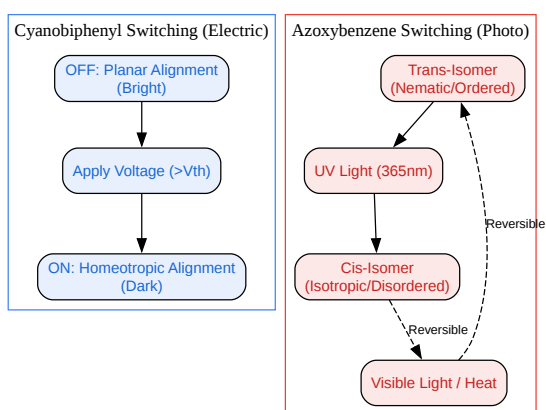 Cyanobiphenyl Switching (Electric)
OFF: Planar Alignment
(Bright)
Apply Voltage (>Vth)
ON: Homeotropic Alignment
(Dark)
Azoxybenzene Switching (Photo)
Trans-Isomer
(Nematic/Ordered)
UV Light (365nm)
Cis-Isomer
(Isotropic/Disordered)
Reversible
Visible Light / Heat
Reversible